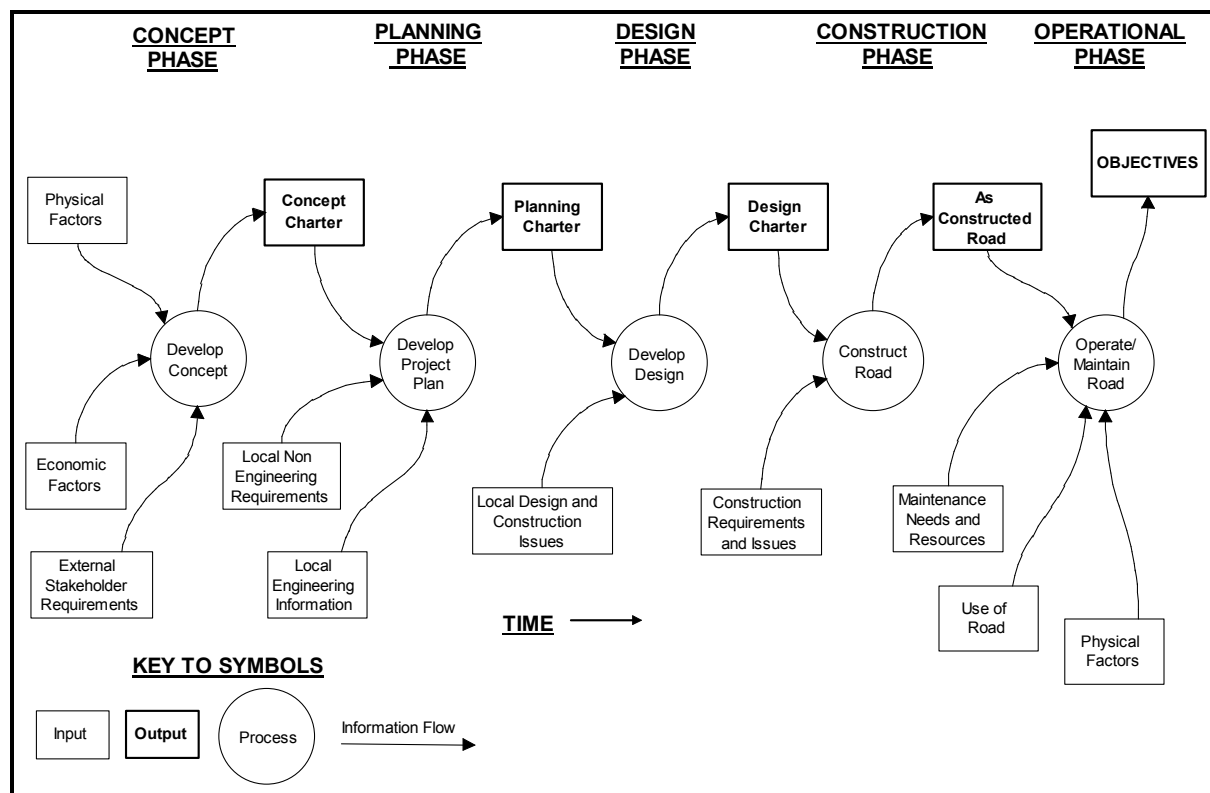 CONCEPT
PHASE
PLANNING
PHASE
DESIGN
PHASE
CONSTRUCTION
PHASE
OPERATIONAL
PHASE
OBJECTIVES
Physical
Factors
Concept
Charter
Planning
Charter
Design
Charter
As
Constructed
Road
Develop
Concept
Develop
Project
Plan
Develop
Design
Construct
Road
Operate/
Maintain
Road
Economic
Factors
Local Non
Engineering
Requirements
Local Design and
Construction
Issues
Construction
Requirements
and Issues
Maintenance
Needs and
Resources
External
Stakeholder
Requirements
Local
Engineering
Information
Use of
Road
Physical
Factors
TIME
KEY TO SYMBOLS
Input
Output
Process
Information Flow